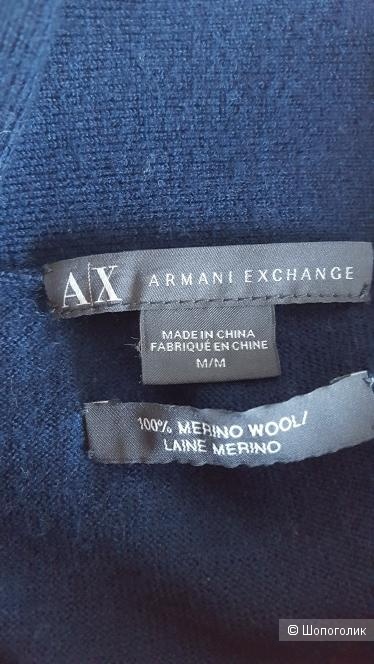 A|X ARMANI EXCHANGE
MADE IN CHINA
FABRIQUÉ EN CHINE
M/M
100% MERINO WOOL/
LAINE MERINO
© Шопоголик